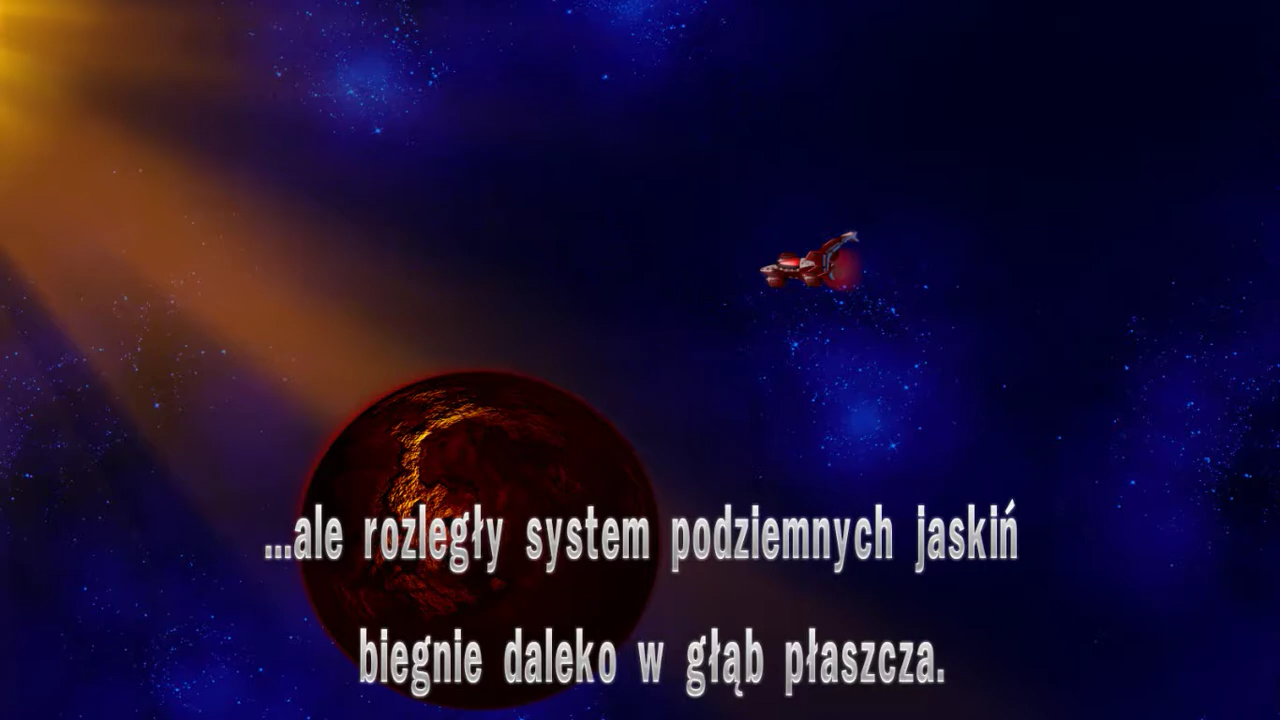 ...ale rozległy system podziemnych jaskiń
biegnie daleko w głąb płaszcza.